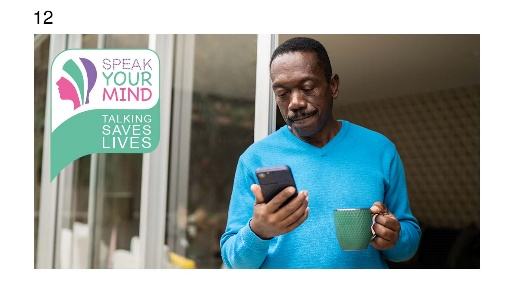 12
SPEAK
YOUR
MIND
TALKING
SAVES
LIVES